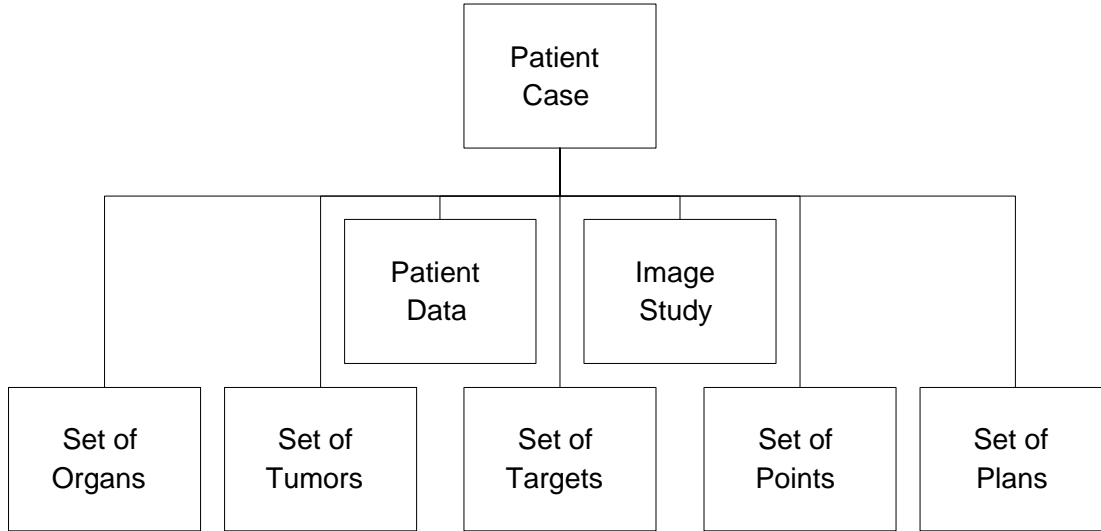 Patient
Case
Patient
Data
Image
Study
Set of
Organs
Set of
Tumors
Set of
Targets
Set of
Points
Set of
Plans